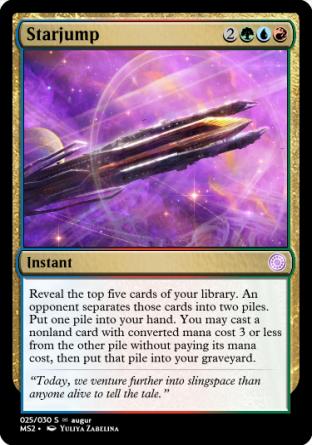 Starjump 2
Instant
Reveal the top five cards of your library. An
opponent separates those cards into two piles.
Put one pile into your hand. You may cast a
nonland card with converted mana cost 3 or less
from the other pile without paying its mana
cost, then put that pile into your graveyard.
“Today, we venture further into slingspace than
anyone alive to tell the tale.”
025/030 S ∞ augur
MS2 • Yuliya Zabelina